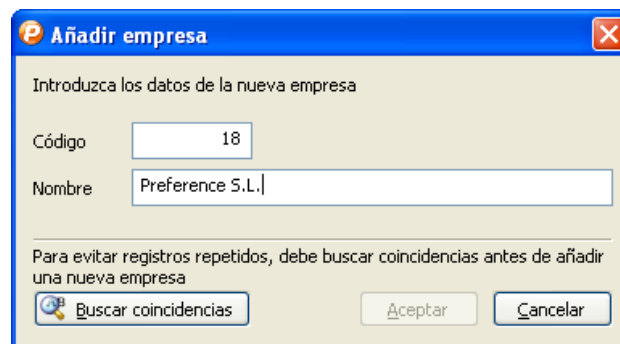 Añadir empresa
Introduzca los datos de la nueva empresa
Código 18
Nombre Preference S.L.
Para evitar registros repetidos, debe buscar coincidencias antes de añadir
una nueva empresa
Buscar coincidencias Aceptar Cancelar